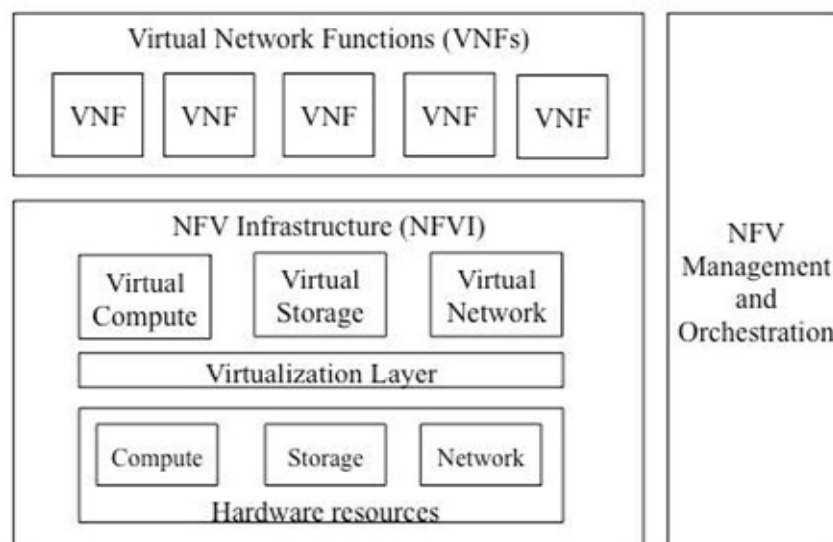 Virtual Network Functions (VNFs)
VNF VNF VNF VNF VNF
NFV Infrastructure (NFVI)
Virtual
Compute
Virtual
Storage
Virtual
Network
Virtualization Layer
Compute Storage Network
Hardware resources
NFV
Management
and
Orchestration